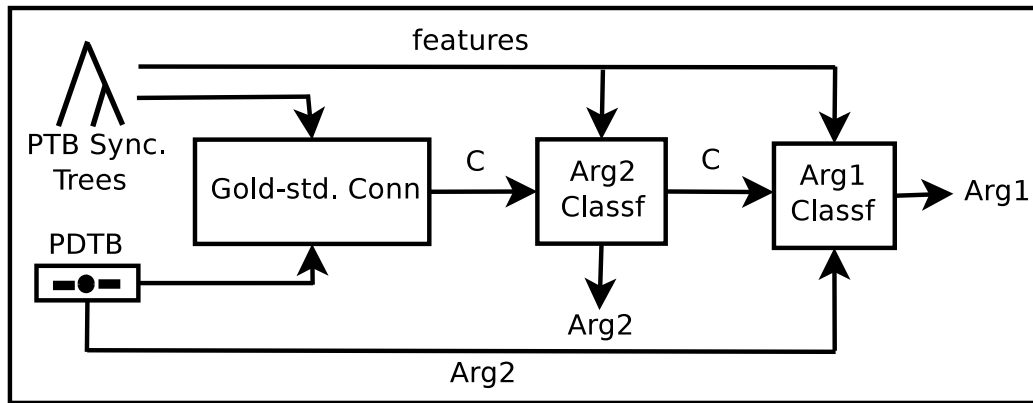 features
PTB Sync.
Trees
Gold-std. Conn
C
Arg2
Classf
C
Arg1
Classf
Arg1
PDTB
Arg2
Arg2